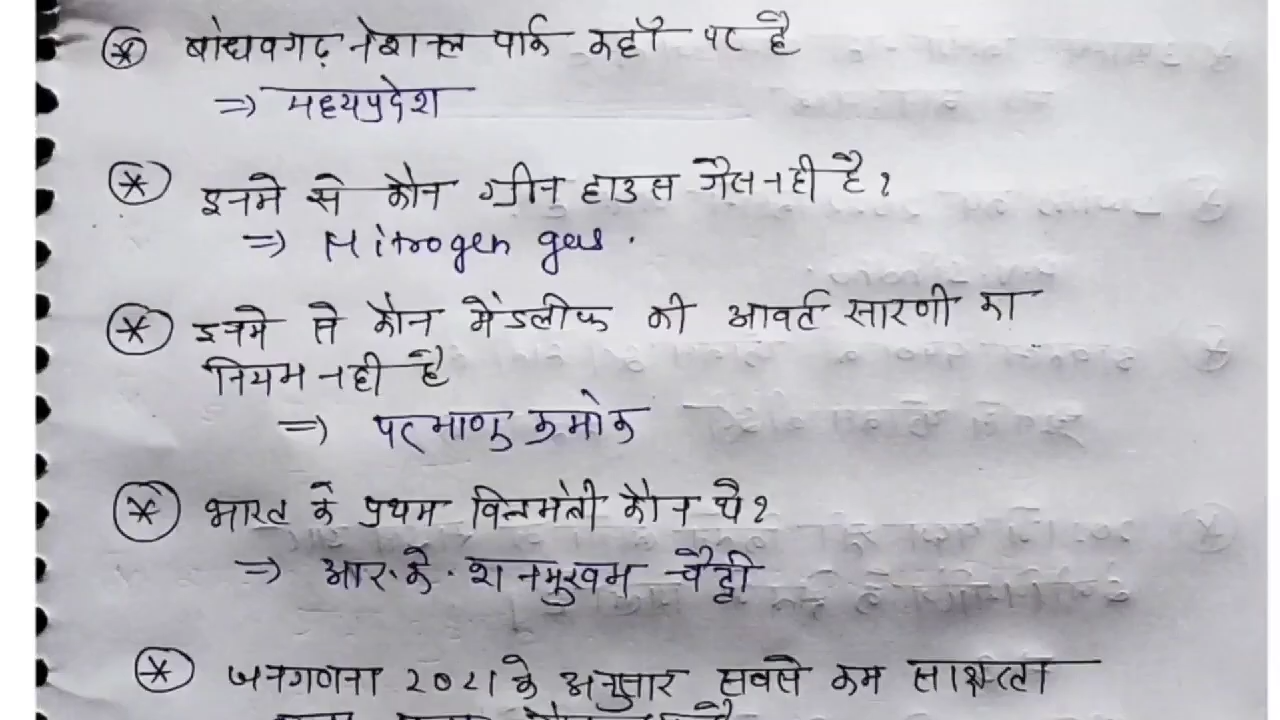 बांधवगढ़ नेशनल पार्क कहाँ पर है
=> मध्यप्रदेश
इनमे से कौन ग्रीन हाउस गैस नही है?
=> Nitrogen gas.
इनमे से कौन मेंडलीफ की आवर्त सारणी का
नियम नही है
=> परमाणु क्रमांक
भारत के प्रथम वित्तमंत्री कौन थे?
=> आर. के. शनमुखम चेट्टी
जनगणना 2021 के अनुसार सबसे कम साक्षरता